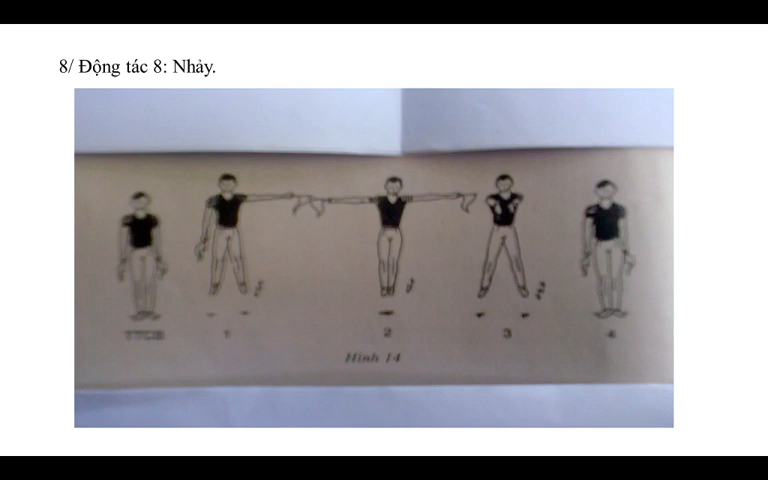 8/ Động tác 8: Nhảy.
TTCB 1 2 3 4
Hình 14